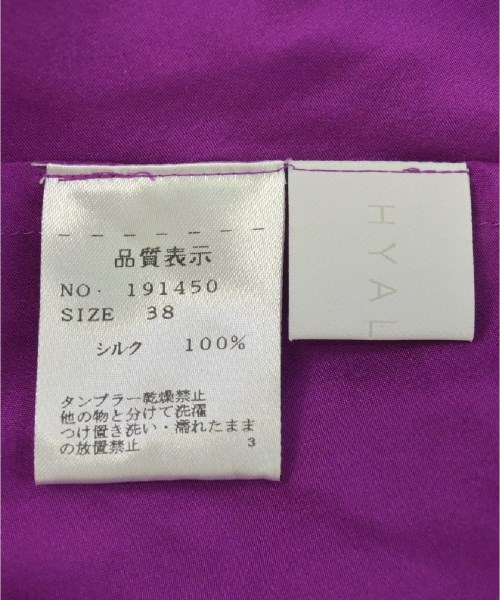 品質表示
NO. 191450
SIZE 38
シルク 100%
タンブラー乾燥禁止
他の物と分けて洗濯
つけ置き洗い・濡れたまま
の放置禁止 3
HYAL